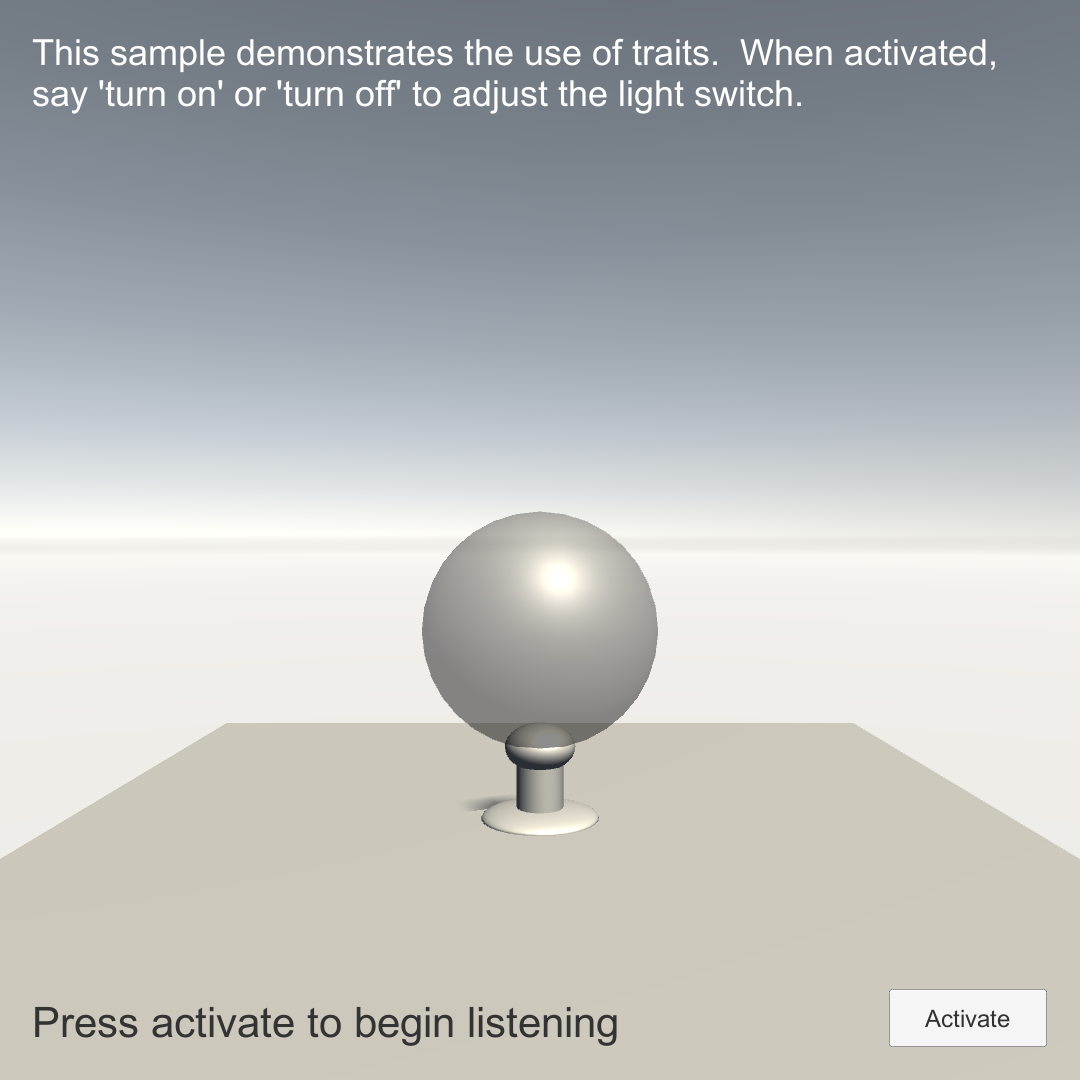 This sample demonstrates the use of traits.  When activated,
say 'turn on' or 'turn off' to adjust the light switch.
Press activate to begin listening
Activate